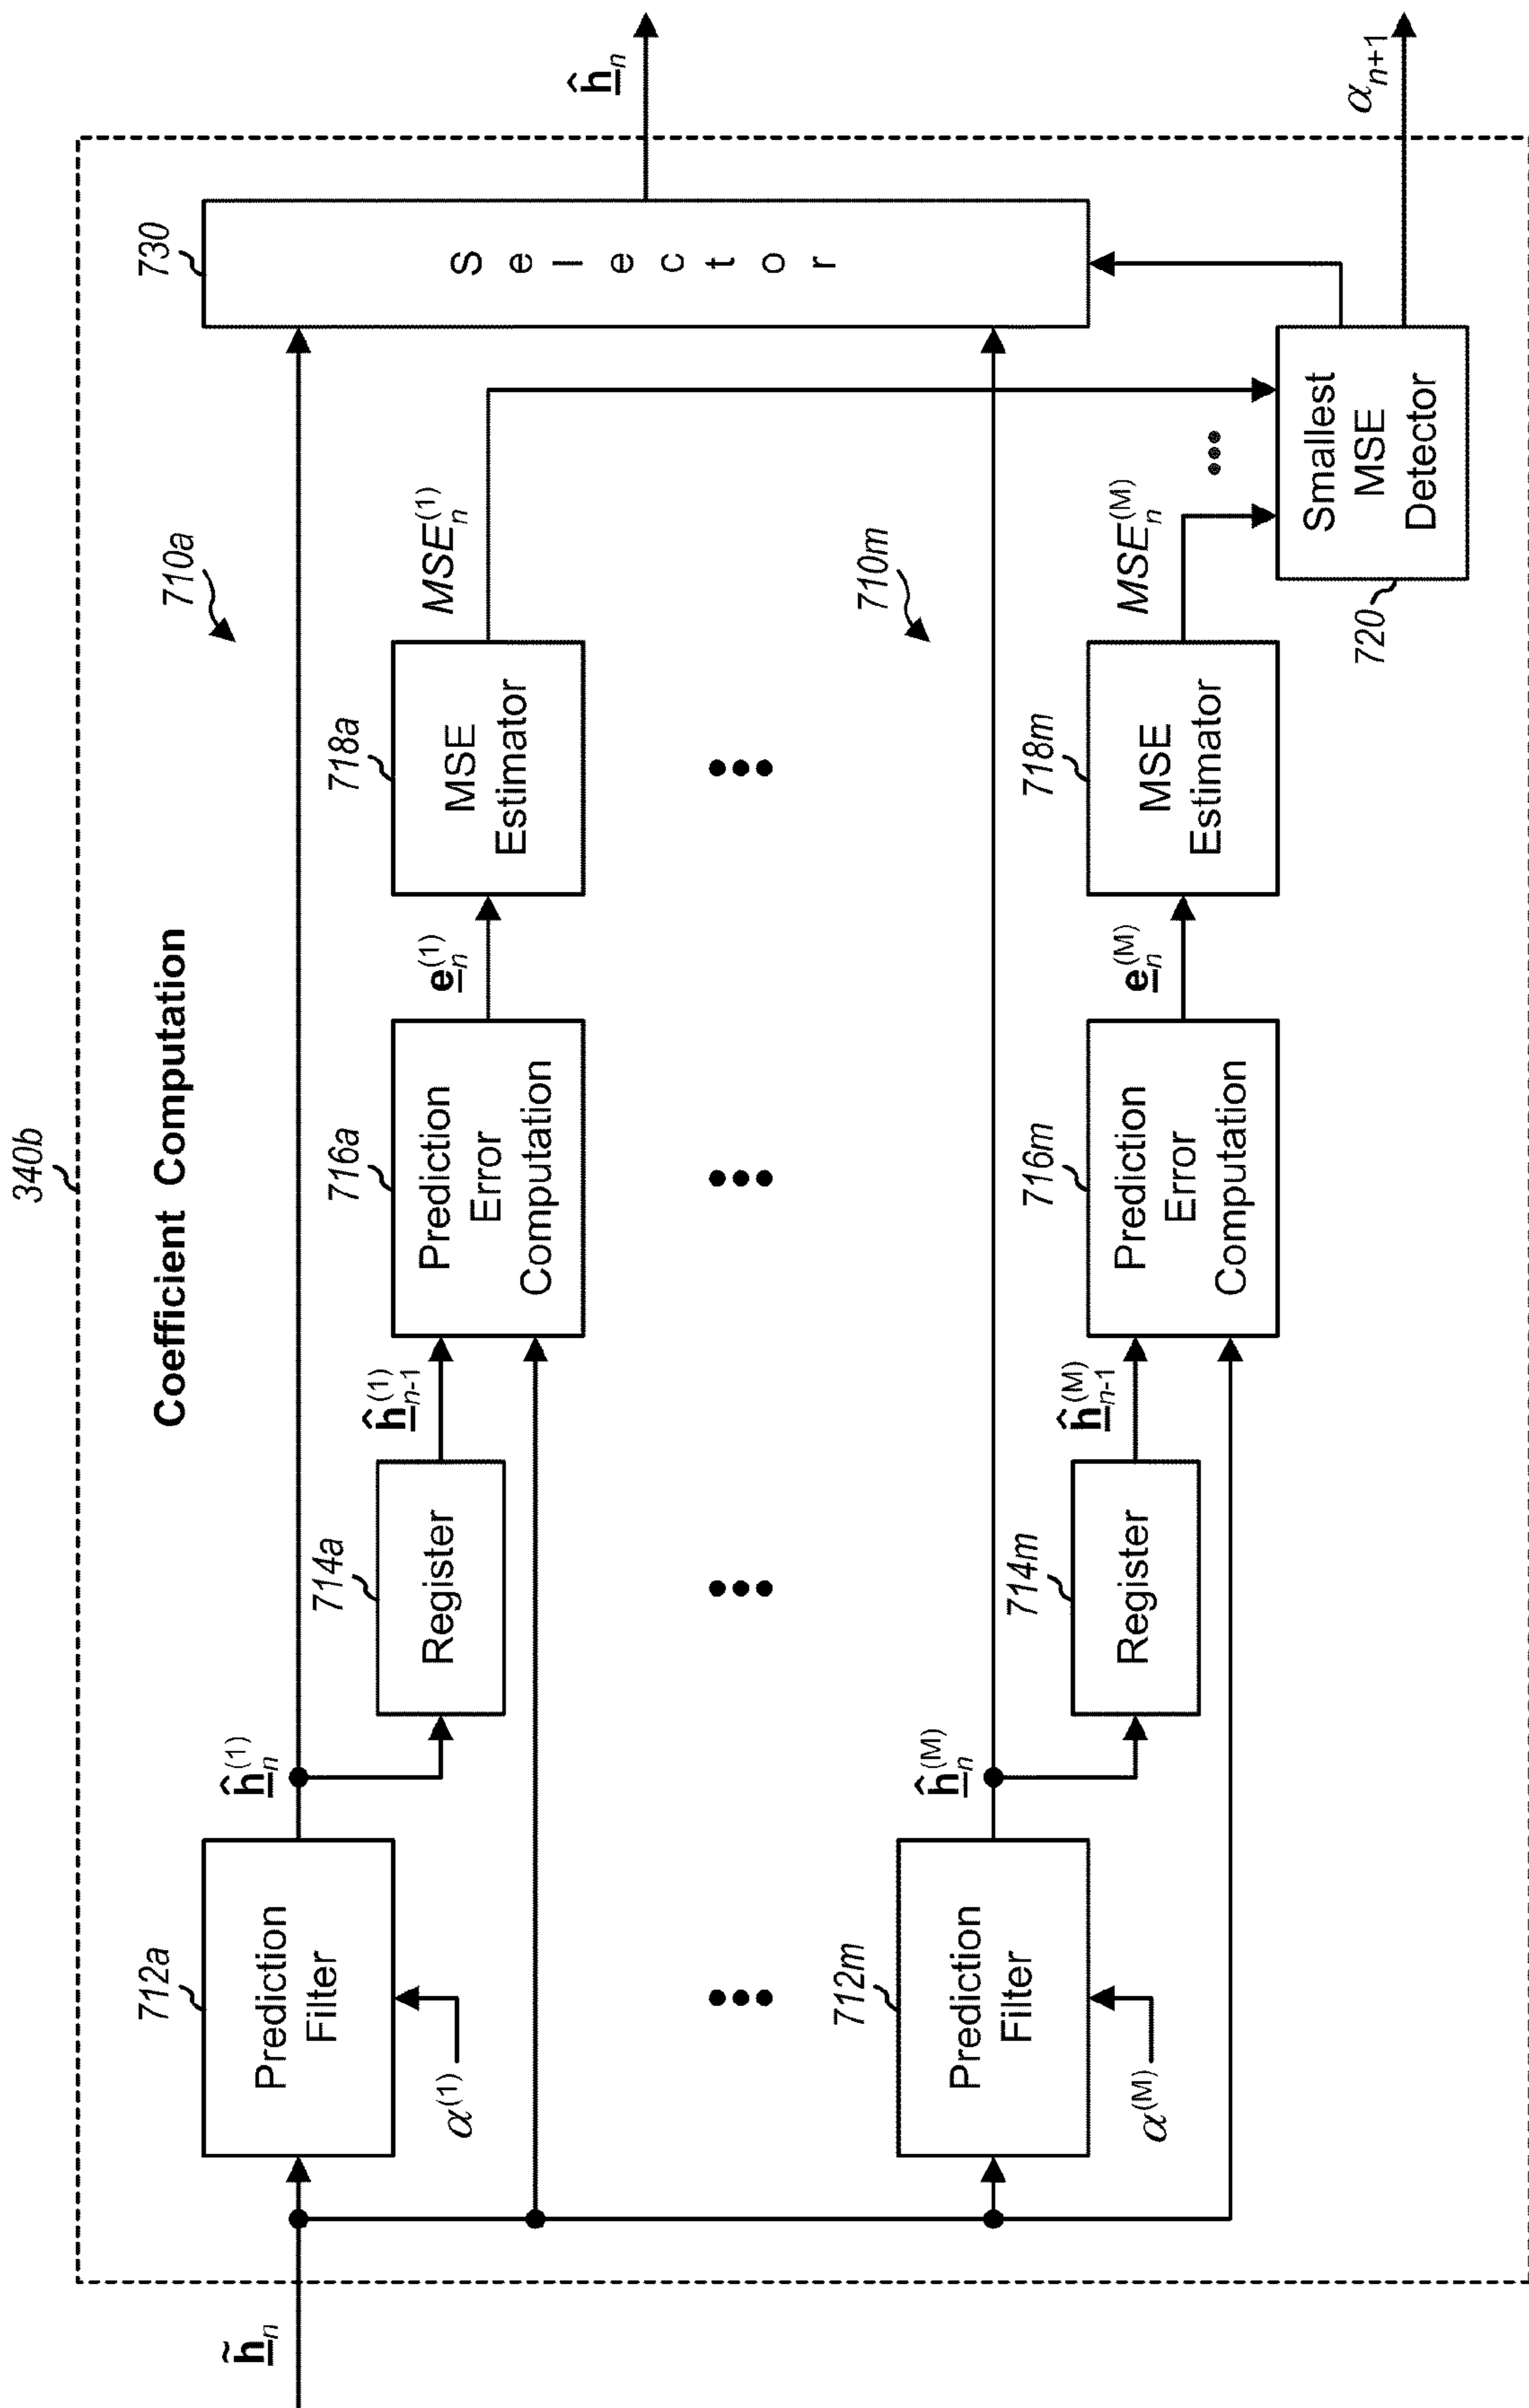 340b
Coefficient Computation
h̃ₙ
712a
Prediction
Filter
α⁽¹⁾
ĥₙ⁽¹⁾
714a
Register
ĥₙ₋₁⁽¹⁾
716a
Prediction
Error
Computation
eₙ⁽¹⁾
718a
MSE
Estimator
MSEₙ⁽¹⁾
710a
730
Selector
ĥₙ
712m
Prediction
Filter
α⁽ᴹ⁾
ĥₙ⁽ᴹ⁾
714m
Register
ĥₙ₋₁⁽ᴹ⁾
716m
Prediction
Error
Computation
eₙ⁽ᴹ⁾
718m
MSE
Estimator
MSEₙ⁽ᴹ⁾
710m
720
Smallest
MSE
Detector
αₙ₊₁